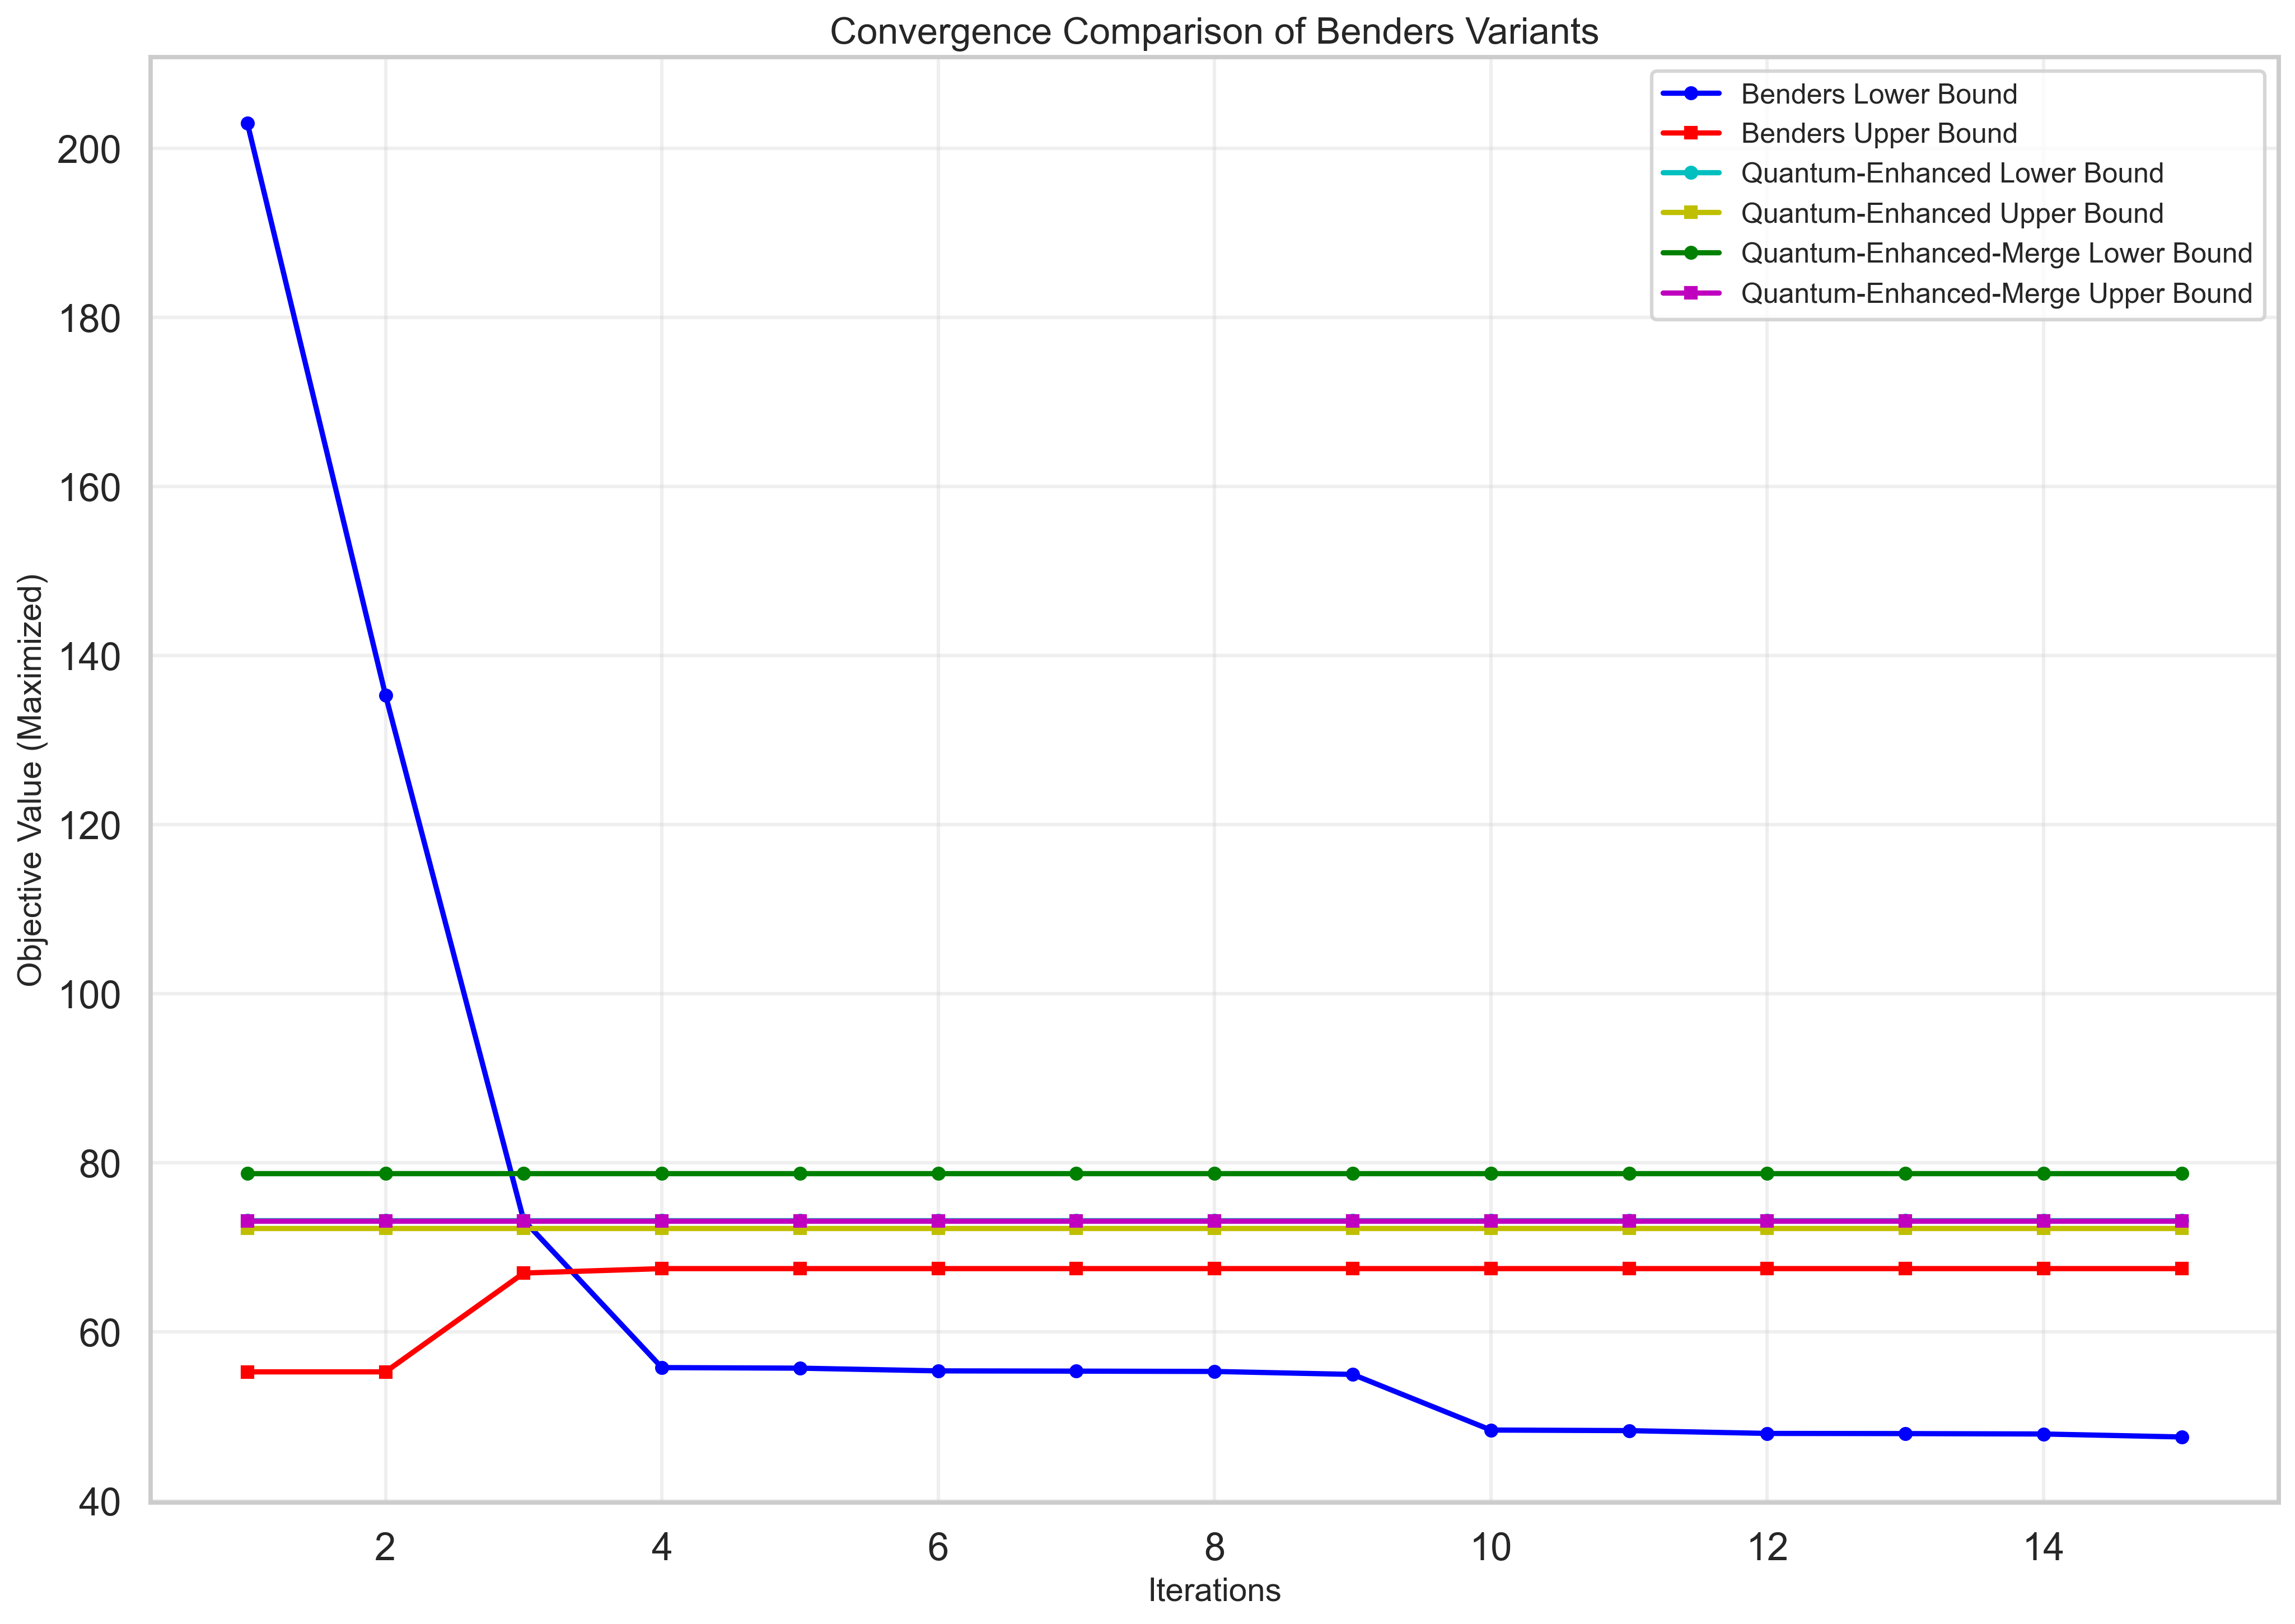 Convergence Comparison of Benders Variants
Benders Lower Bound
Benders Upper Bound
Quantum-Enhanced Lower Bound
Quantum-Enhanced Upper Bound
Quantum-Enhanced-Merge Lower Bound
Quantum-Enhanced-Merge Upper Bound
Objective Value (Maximized)
200
180
160
140
120
100
80
60
40
2 4 6 8 10 12 14
Iterations